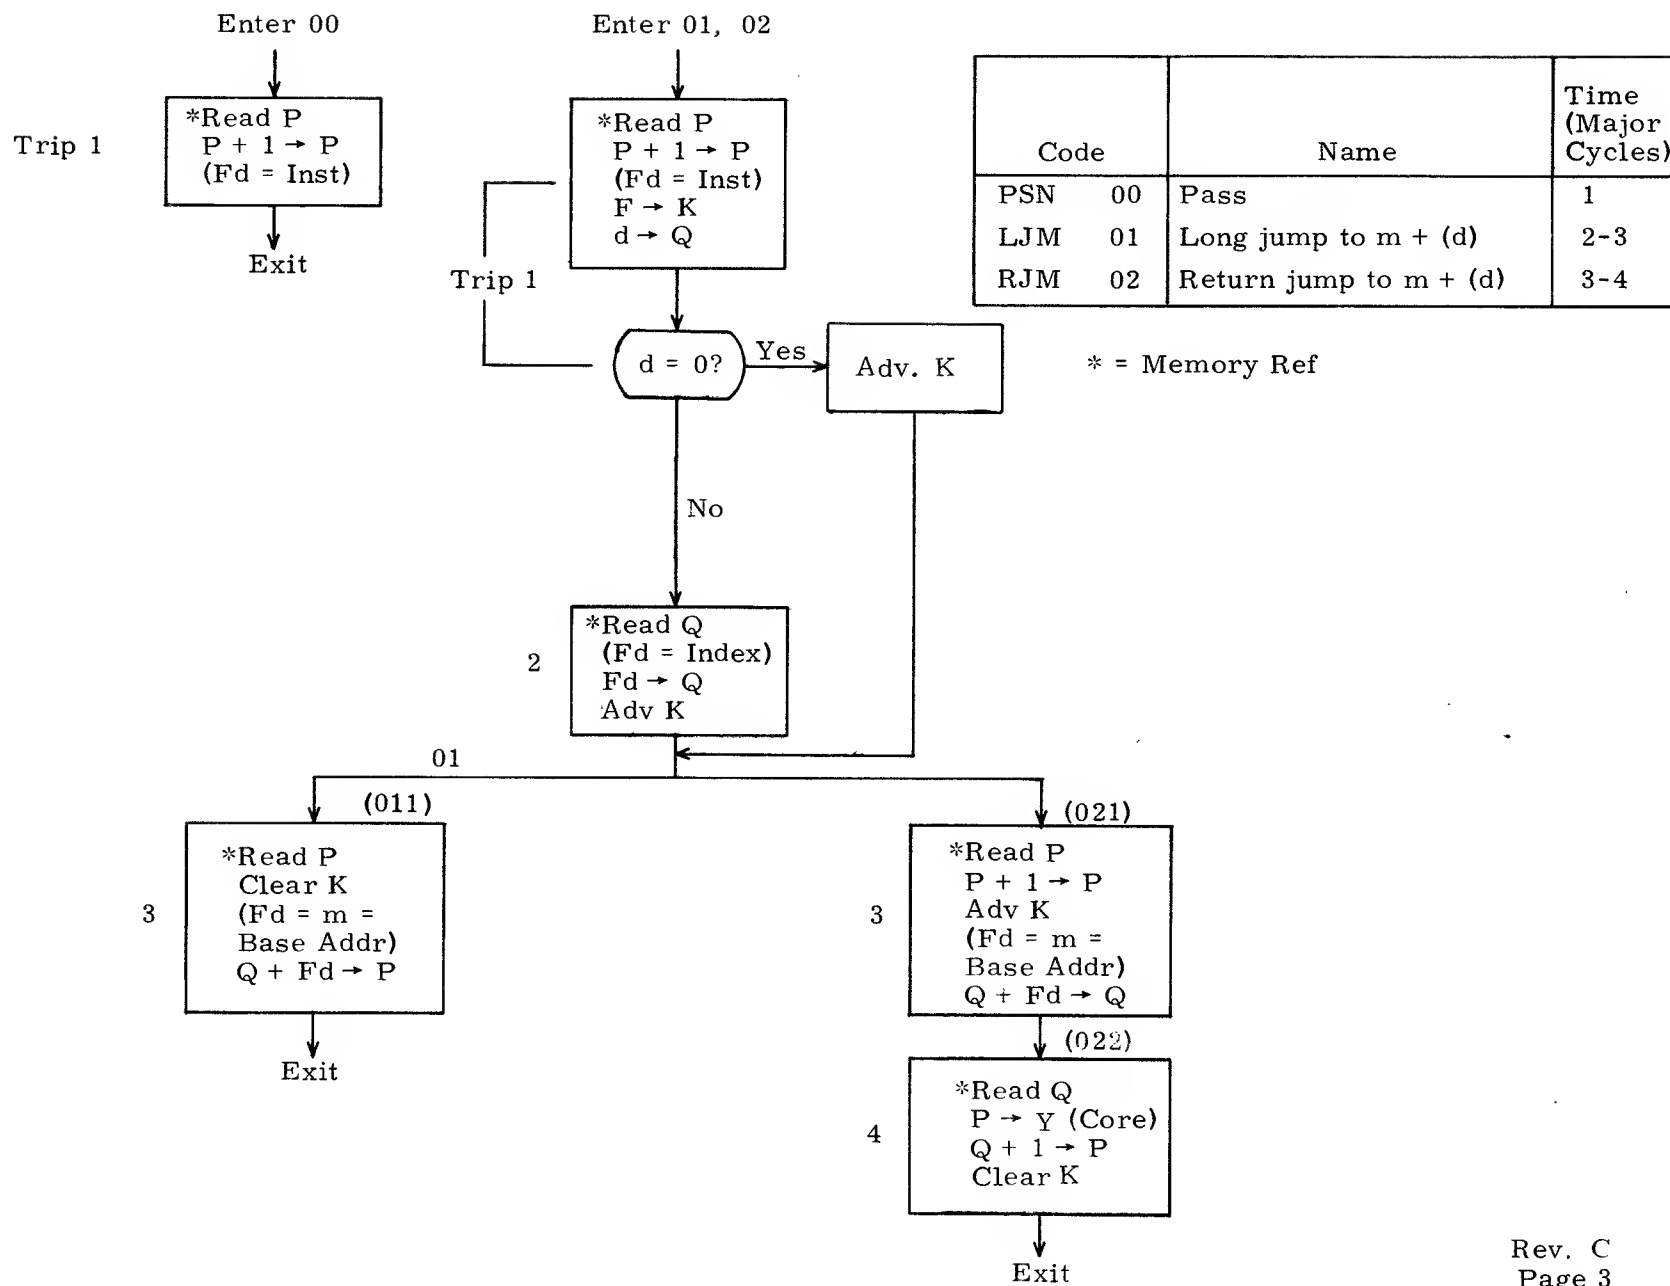 Enter 00
Trip 1
*Read P
P + 1 → P
(Fd = Inst)
Exit
Enter 01, 02
*Read P
P + 1 → P
(Fd = Inst)
F → K
d → Q
Trip 1
d = 0?
Yes
Adv. K
No
Code Name Time (Major Cycles)
PSN 00 Pass 1
LJM 01 Long jump to m + (d) 2-3
RJM 02 Return jump to m + (d) 3-4
* = Memory Ref
2
*Read Q
(Fd = Index)
Fd → Q
Adv K
01
(011)
3
*Read P
Clear K
(Fd = m =
Base Addr)
Q + Fd → P
Exit
(021)
3
*Read P
P + 1 → P
Adv K
(Fd = m =
Base Addr)
Q + Fd → Q
(022)
4
*Read Q
P → Y (Core)
Q + 1 → P
Clear K
Exit
Rev. C
Page 3